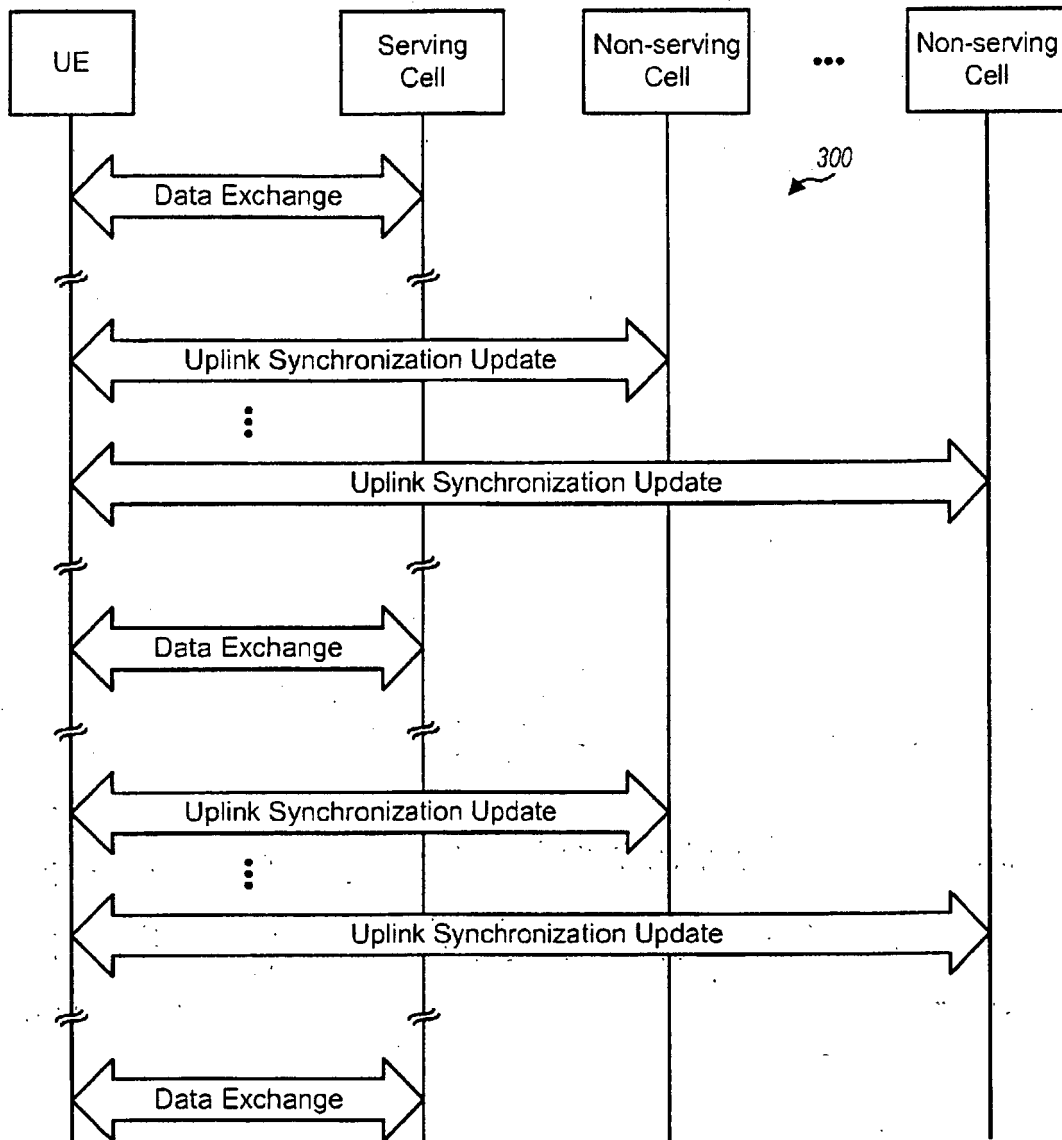 UE
Serving
Cell
Non-serving
Cell
•••
Non-serving
Cell
300
Data Exchange
Uplink Synchronization Update
Uplink Synchronization Update
Data Exchange
Uplink Synchronization Update
Uplink Synchronization Update
Data Exchange